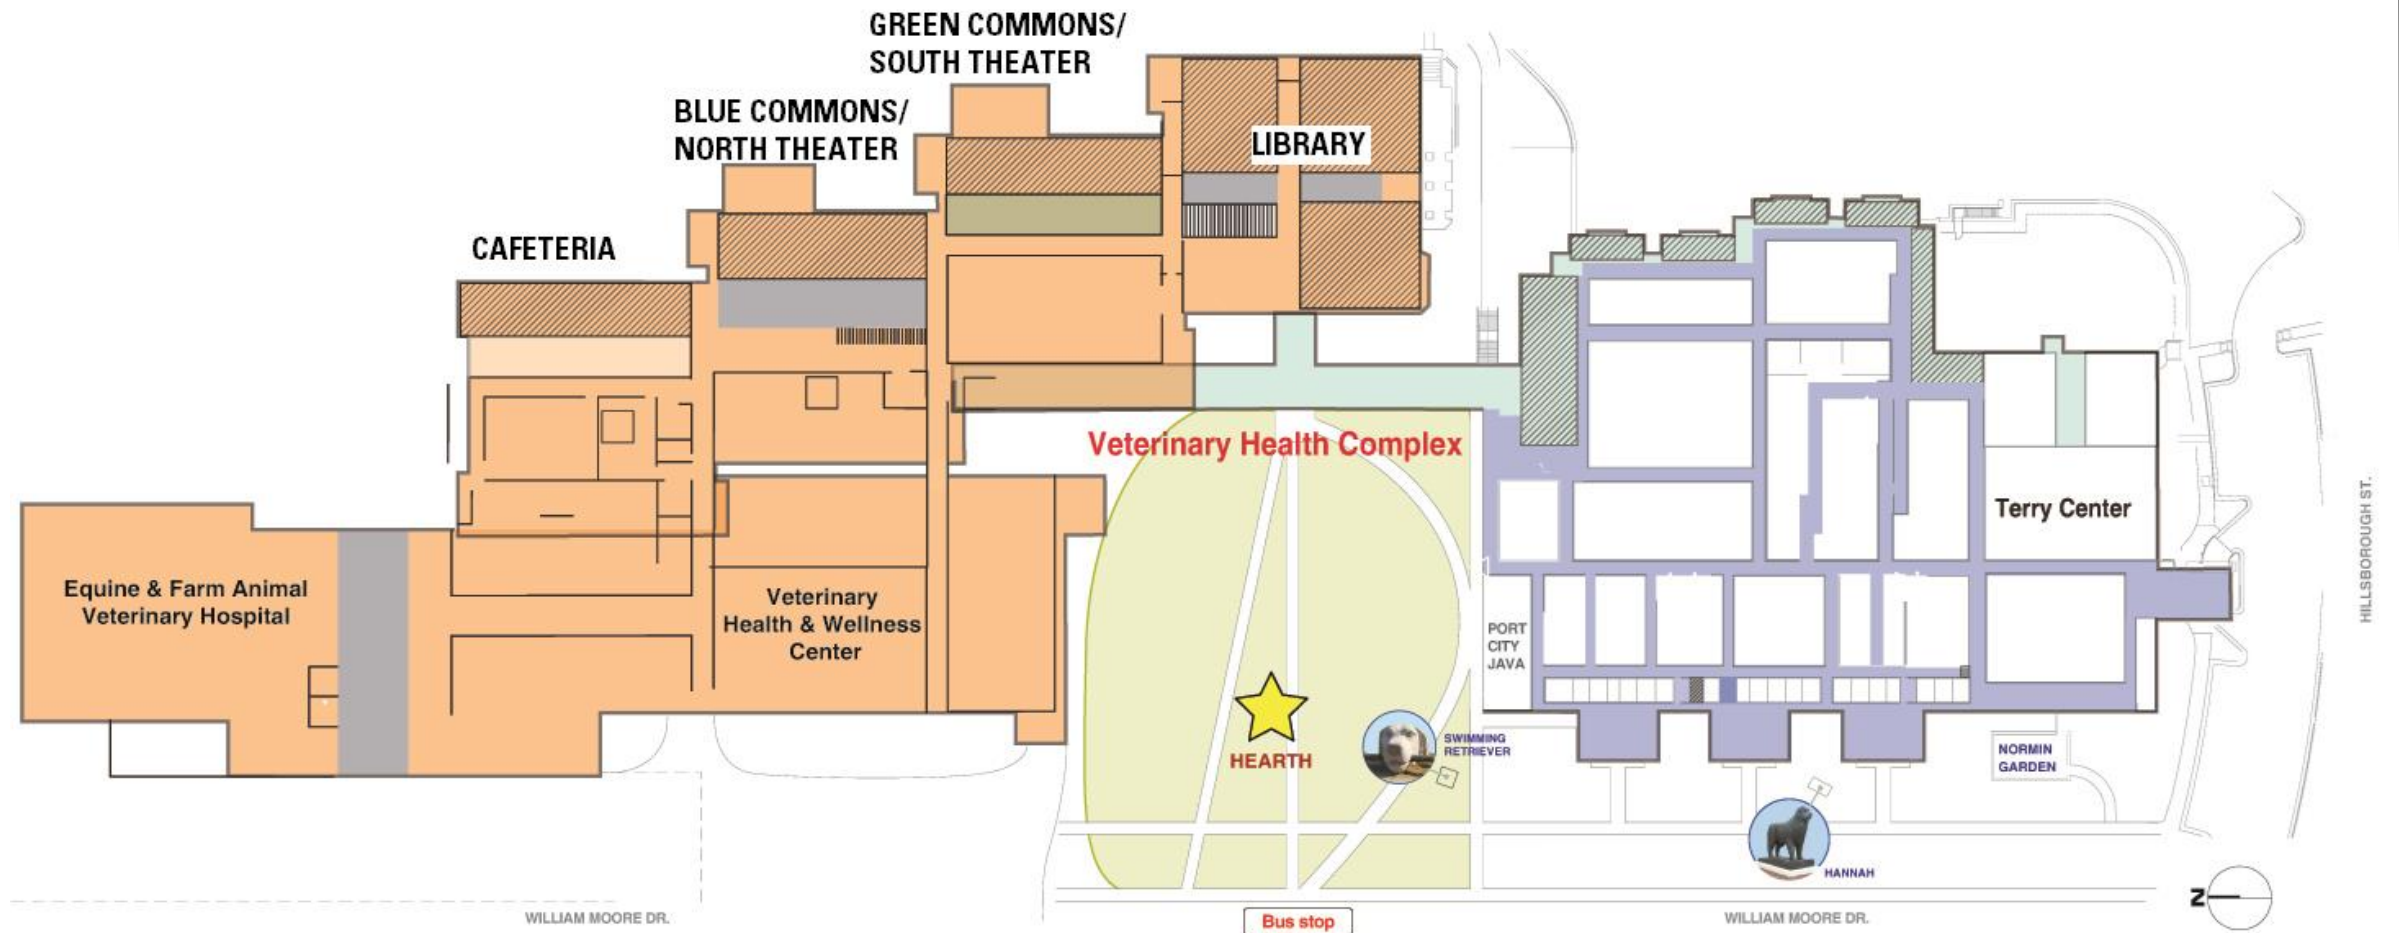 GREEN COMMONS/
SOUTH THEATER
BLUE COMMONS/
NORTH THEATER
LIBRARY
CAFETERIA
Veterinary Health Complex
Terry Center
HILLSBOROUGH ST.
Equine & Farm Animal
Veterinary Hospital
Veterinary
Health & Wellness
Center
PORT
CITY
JAVA
HEARTH
SWIMMING
RETRIEVER
NORMIN
GARDEN
HANNAH
N
WILLIAM MOORE DR.
Bus stop
WILLIAM MOORE DR.